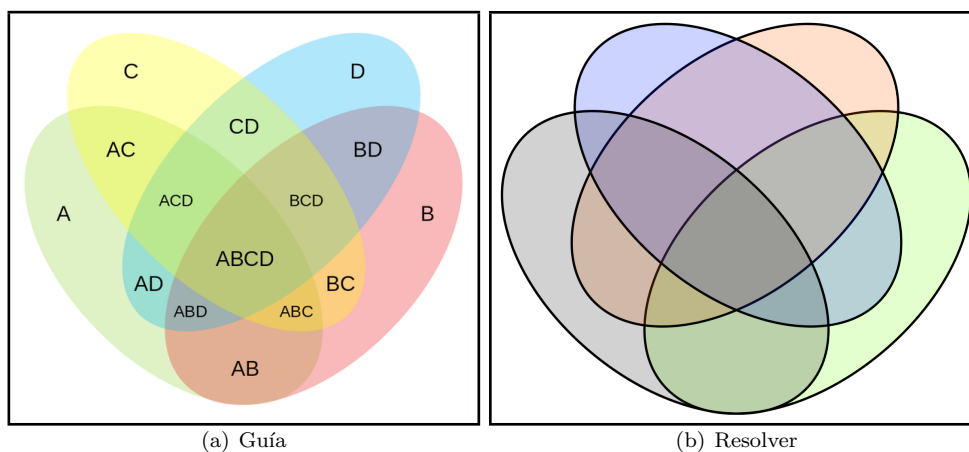 C
D
CD
AC
BD
ACD
BCD
A
B
ABCD
AD
BC
ABD
ABC
AB
(a) Guía
(b) Resolver